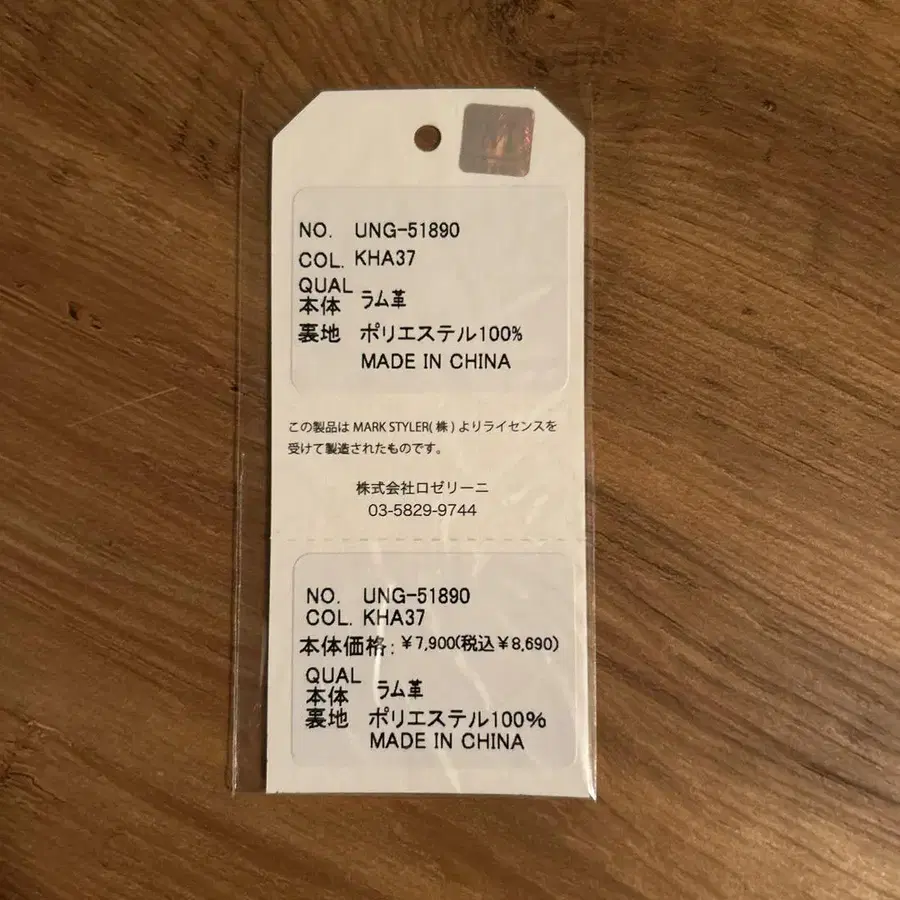 NO. UNG-51890
COL. KHA37
QUAL
本体 ラム革
裏地 ポリエステル100%
MADE IN CHINA
この製品は MARK STYLER(株)よりライセンスを
受けて製造されたものです。
株式会社ロゼリーニ
03-5829-9744
NO. UNG-51890
COL. KHA37
本体価格:￥7,900(税込￥8,690)
QUAL
本体 ラム革
裏地 ポリエステル100%
MADE IN CHINA